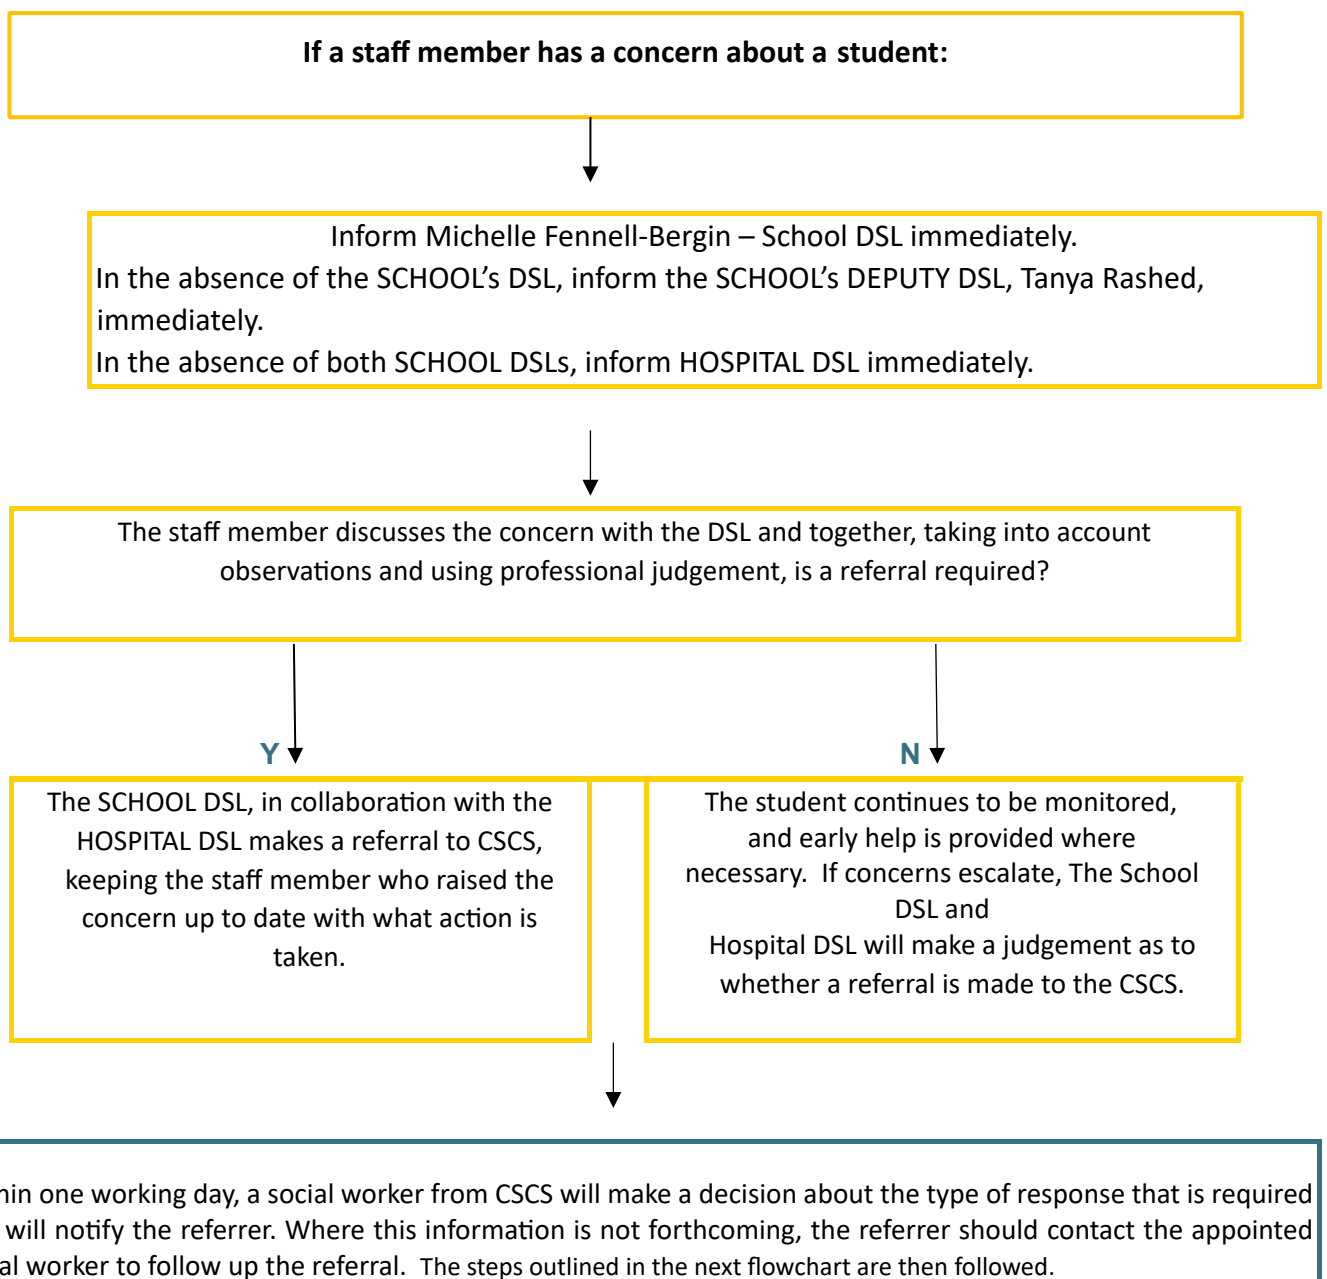 If a staff member has a concern about a student:
Inform Michelle Fennell-Bergin – School DSL immediately.
In the absence of the SCHOOL's DSL, inform the SCHOOL's DEPUTY DSL, Tanya Rashed,
immediately.
In the absence of both SCHOOL DSLs, inform HOSPITAL DSL immediately.
The staff member discusses the concern with the DSL and together, taking into account
observations and using professional judgement, is a referral required?
Y
N
The SCHOOL DSL, in collaboration with the
HOSPITAL DSL makes a referral to CSCS,
keeping the staff member who raised the
concern up to date with what action is
taken.
The student continues to be monitored,
and early help is provided where
necessary.  If concerns escalate, The School
DSL and
Hospital DSL will make a judgement as to
whether a referral is made to the CSCS.
one working day, a social worker from CSCS will make a decision about the type of response that is required
will notify the referrer. Where this information is not forthcoming, the referrer should contact the appointed
worker to follow up the referral.  The steps outlined in the next flowchart are then followed.